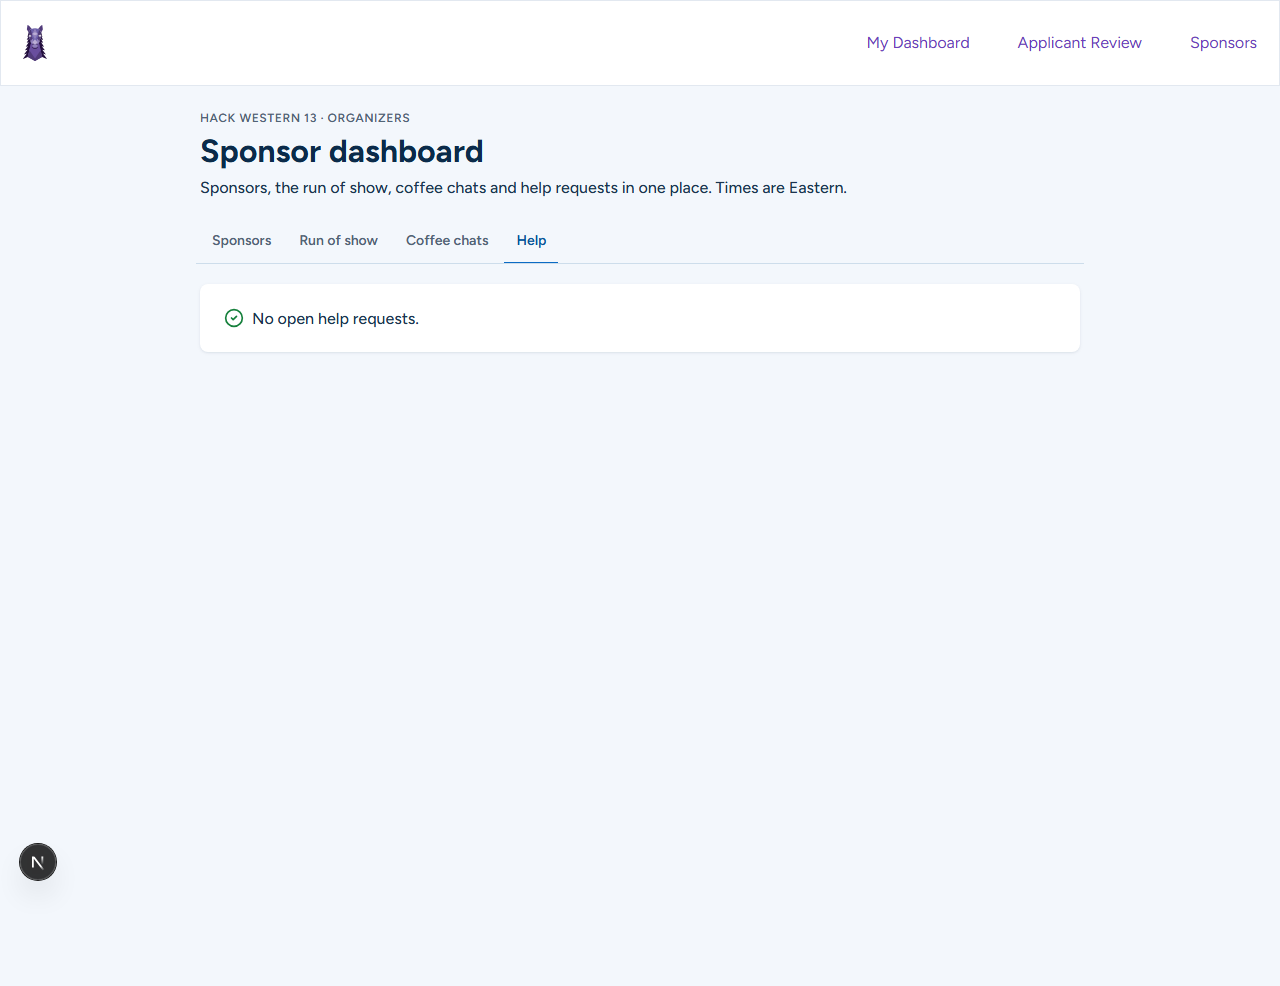 My Dashboard
Applicant Review
Sponsors
HACK WESTERN 13 · ORGANIZERS
Sponsor dashboard
Sponsors, the run of show, coffee chats and help requests in one place. Times are Eastern.
Sponsors
Run of show
Coffee chats
Help
No open help requests.
N